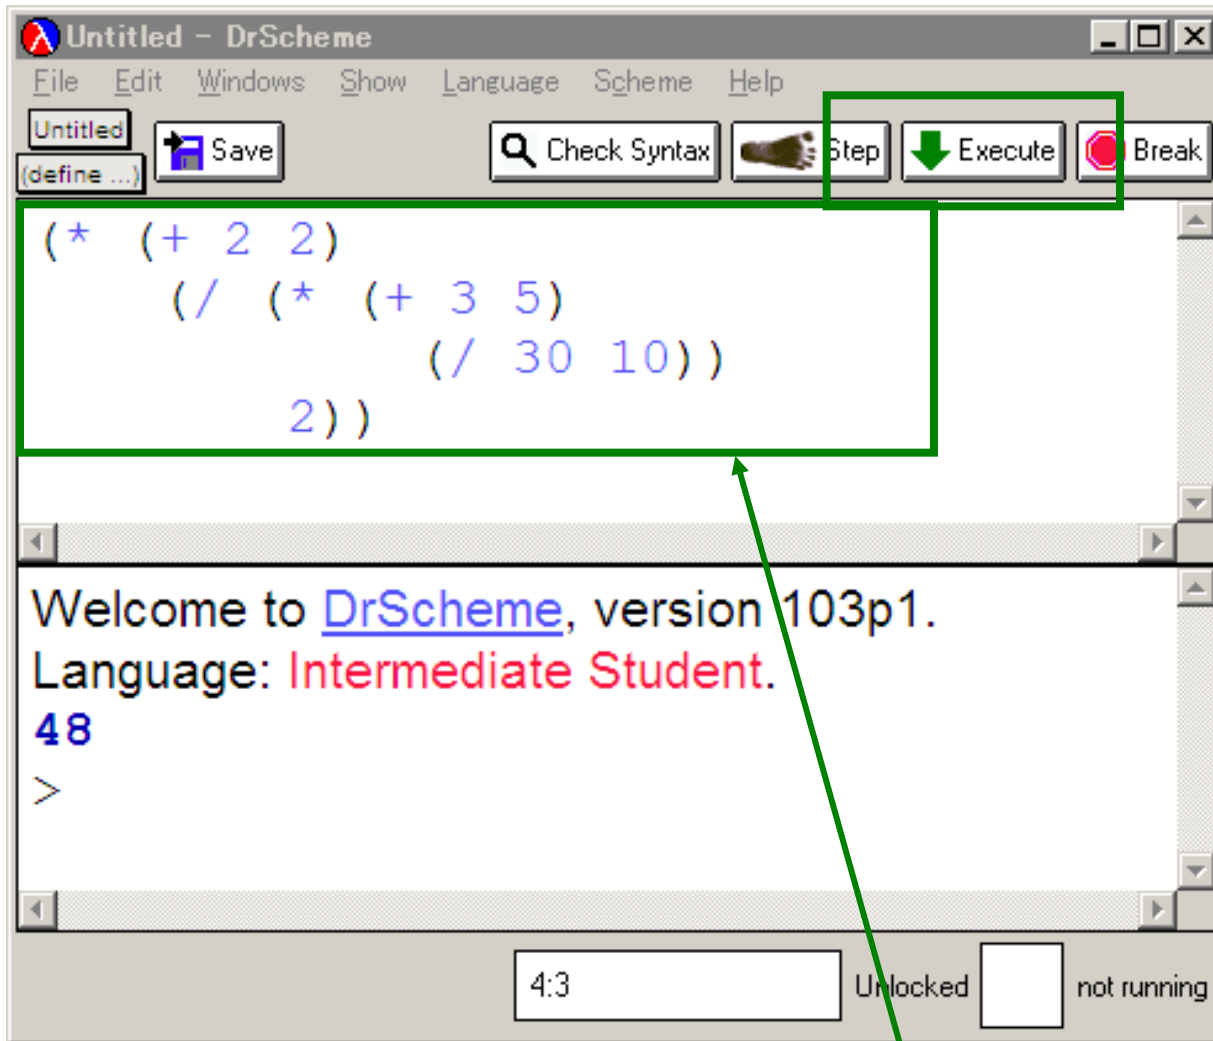 Untitled - DrScheme
File Edit Windows Show Language Scheme Help
Untitled
(define ...)
Save
Check Syntax
Step
Execute
Break
(* (+ 2 2)
(/ (* (+ 3 5)
(/ 30 10))
2))
Welcome to DrScheme, version 103p1.
Language: Intermediate Student.
48
>
4:3
Unlocked
not running